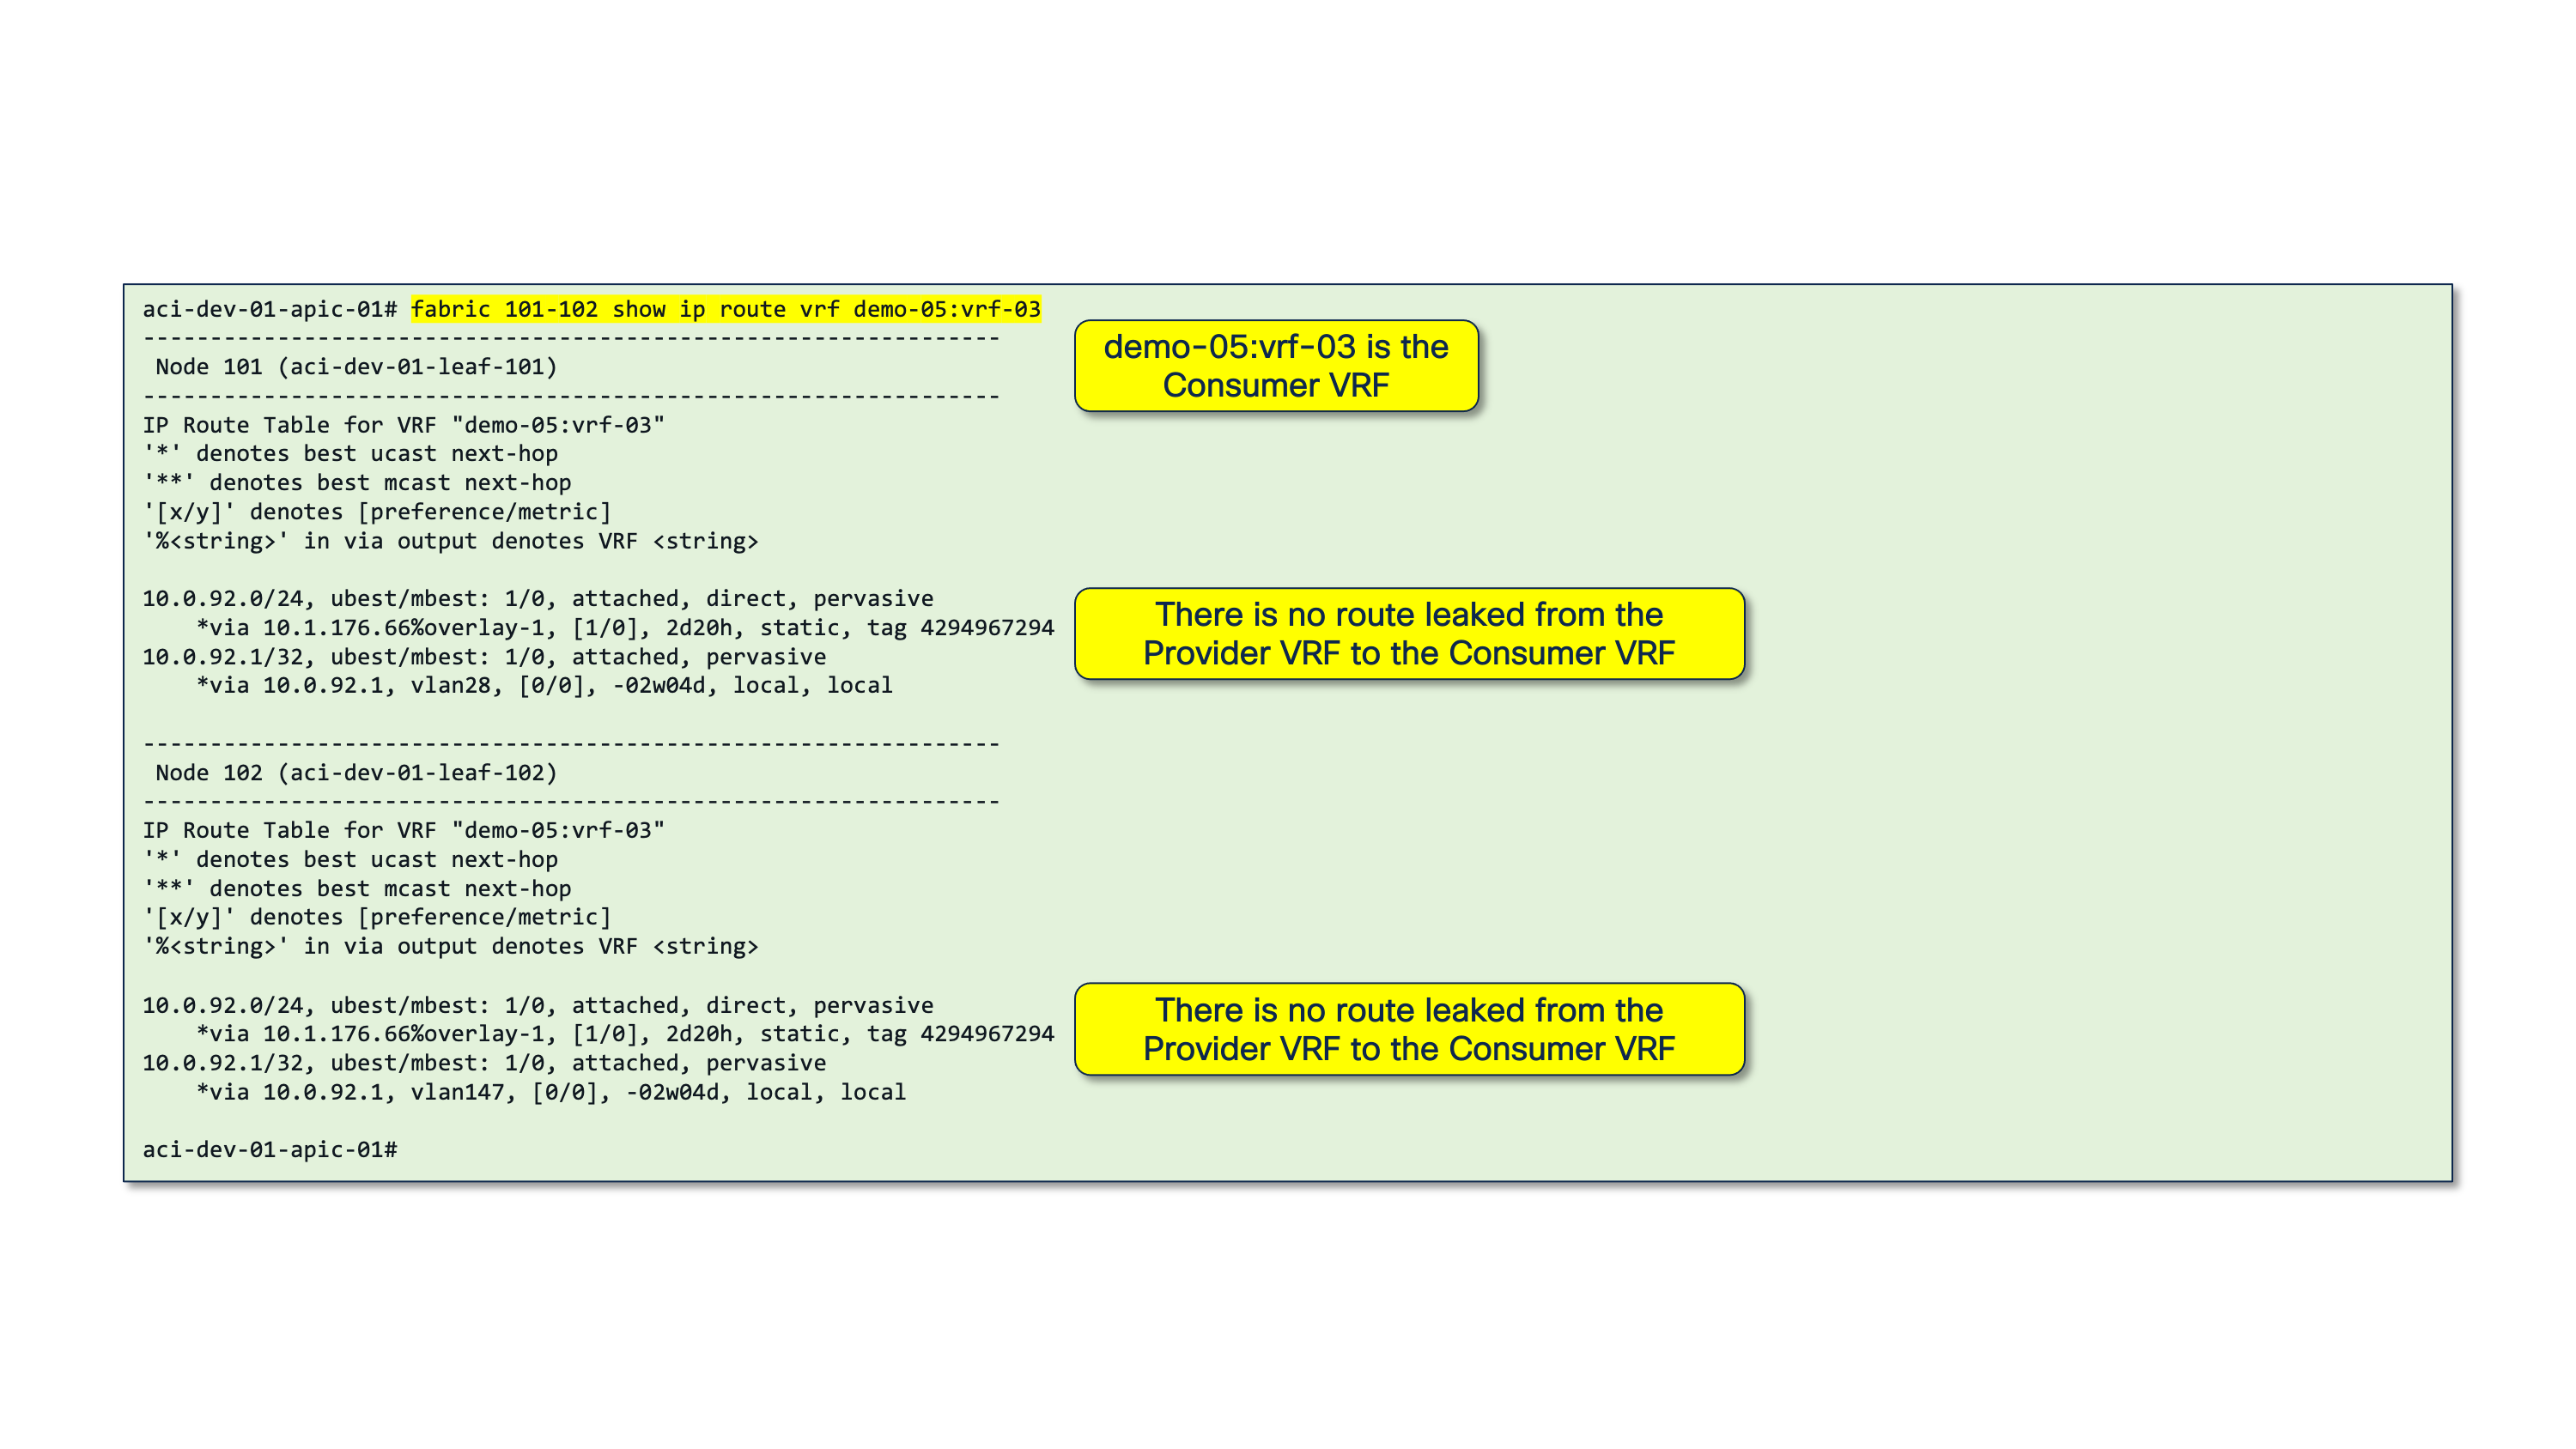 aci-dev-01-apic-01# fabric 101-102 show ip route vrf demo-05:vrf-03
----------------------------------------------------------------
 Node 101 (aci-dev-01-leaf-101)
----------------------------------------------------------------
demo-05:vrf-03 is the
Consumer VRF
IP Route Table for VRF "demo-05:vrf-03"
'*' denotes best ucast next-hop
'**' denotes best mcast next-hop
'[x/y]' denotes [preference/metric]
'%<string>' in via output denotes VRF <string>
10.0.92.0/24, ubest/mbest: 1/0, attached, direct, pervasive
    *via 10.1.176.66%overlay-1, [1/0], 2d20h, static, tag 4294967294
10.0.92.1/32, ubest/mbest: 1/0, attached, pervasive
    *via 10.0.92.1, vlan28, [0/0], -02w04d, local, local
There is no route leaked from the
Provider VRF to the Consumer VRF
----------------------------------------------------------------
 Node 102 (aci-dev-01-leaf-102)
----------------------------------------------------------------
IP Route Table for VRF "demo-05:vrf-03"
'*' denotes best ucast next-hop
'**' denotes best mcast next-hop
'[x/y]' denotes [preference/metric]
'%<string>' in via output denotes VRF <string>
10.0.92.0/24, ubest/mbest: 1/0, attached, direct, pervasive
    *via 10.1.176.66%overlay-1, [1/0], 2d20h, static, tag 4294967294
10.0.92.1/32, ubest/mbest: 1/0, attached, pervasive
    *via 10.0.92.1, vlan147, [0/0], -02w04d, local, local
There is no route leaked from the
Provider VRF to the Consumer VRF
aci-dev-01-apic-01#